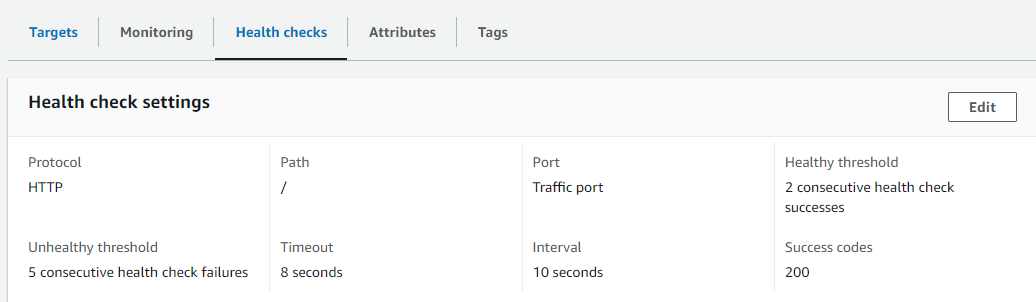 Targets
Monitoring
Health checks
Attributes
Tags
Health check settings
Edit
Protocol
HTTP
Path
/
Port
Traffic port
Healthy threshold
2 consecutive health check
successes
Unhealthy threshold
5 consecutive health check failures
Timeout
8 seconds
Interval
10 seconds
Success codes
200